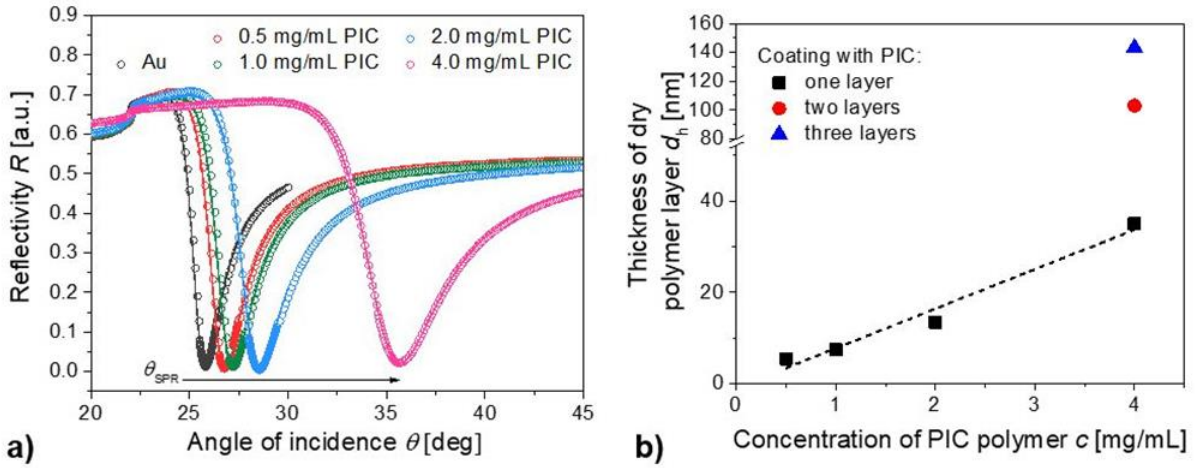 0.9
0.8
0.7
0.6
0.5
0.4
0.3
0.2
0.1
0.0
Reflectivity R [a.u.]
Au
0.5 mg/mL PIC
1.0 mg/mL PIC
2.0 mg/mL PIC
4.0 mg/mL PIC
θSPR
20 25 30 35 40 45
Angle of incidence θ [deg]
a)
160
140
120
100
80
40
20
0
Thickness of dry
polymer layer dh [nm]
Coating with PIC:
one layer
two layers
three layers
0 1 2 3 4
Concentration of PIC polymer c [mg/mL]
b)